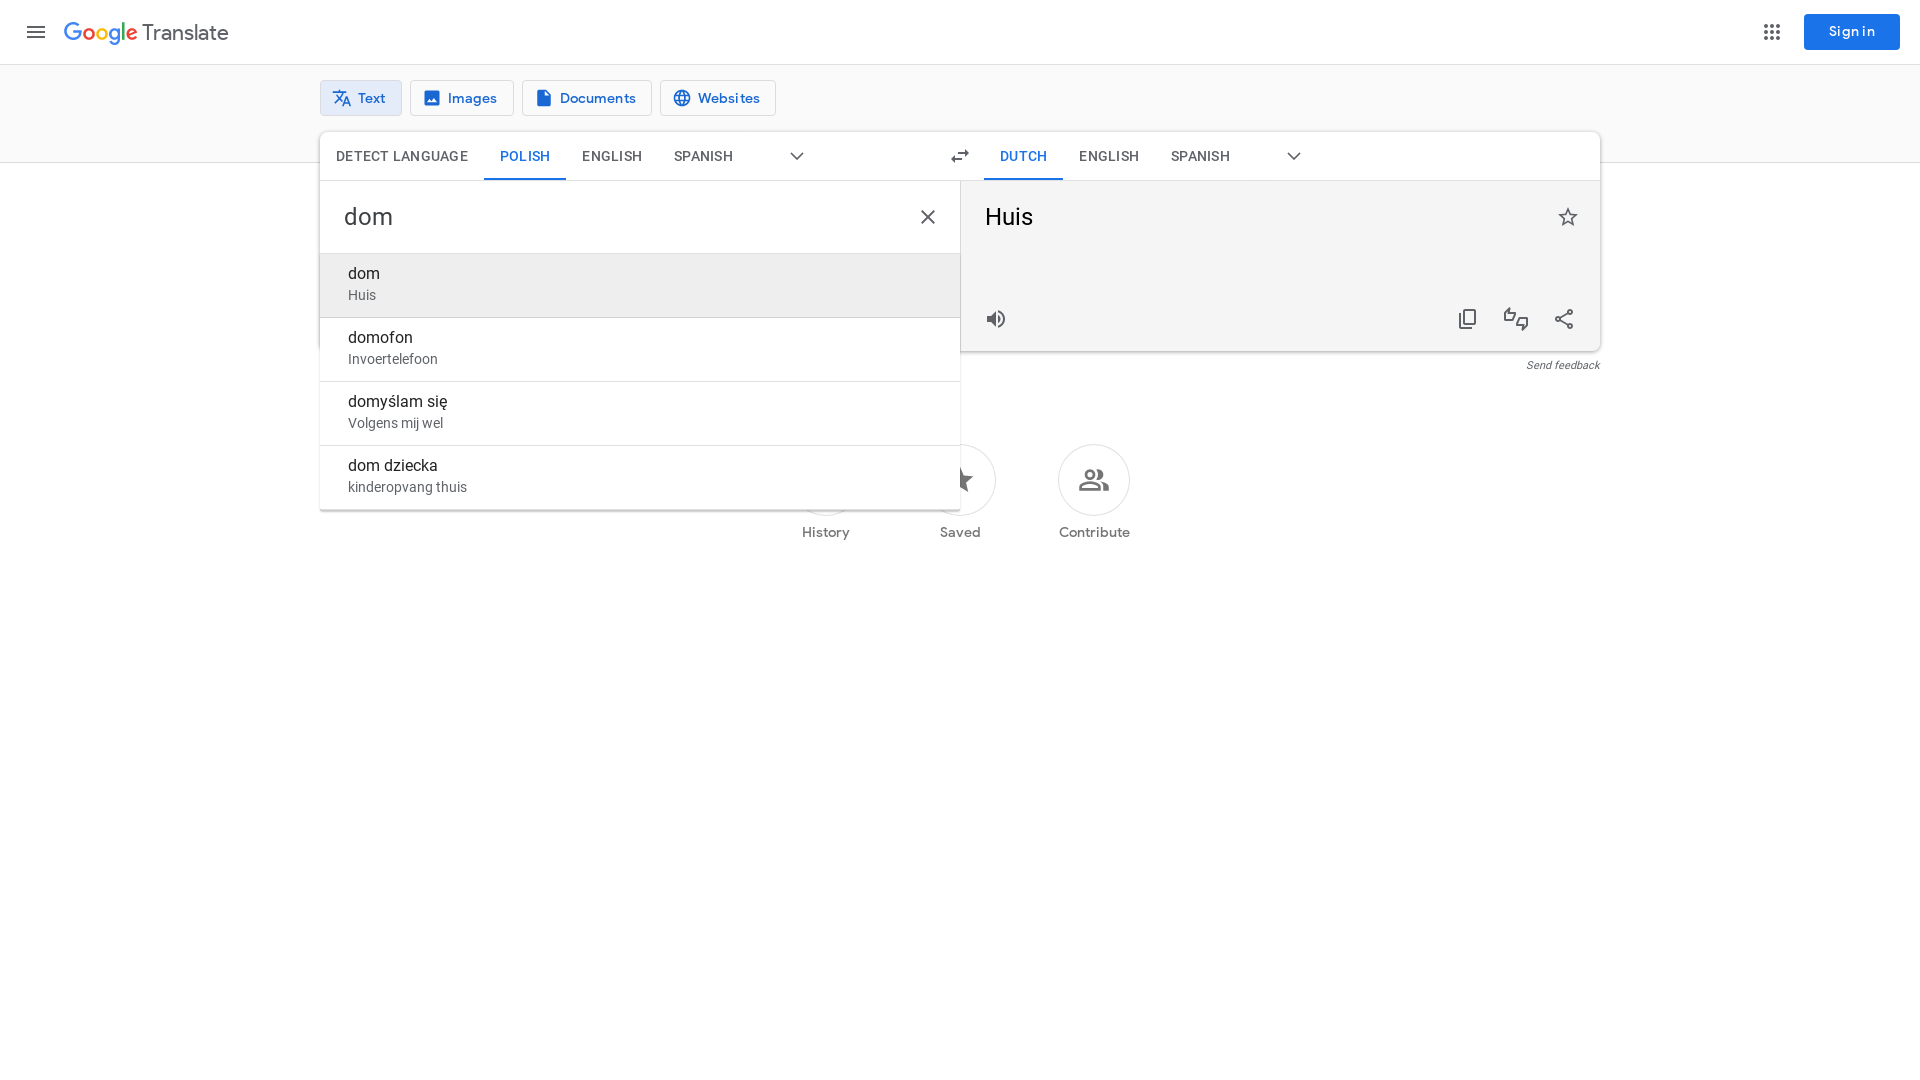 Google Translate
Sign in
Text
Images
Documents
Websites
DETECT LANGUAGE
POLISH
ENGLISH
SPANISH
DUTCH
ENGLISH
SPANISH
dom
Huis
dom
Huis
domofon
Invoertelefoon
domyślam się
Volgens mij wel
dom dziecka
kinderopvang thuis
Send feedback
History
Saved
Contribute